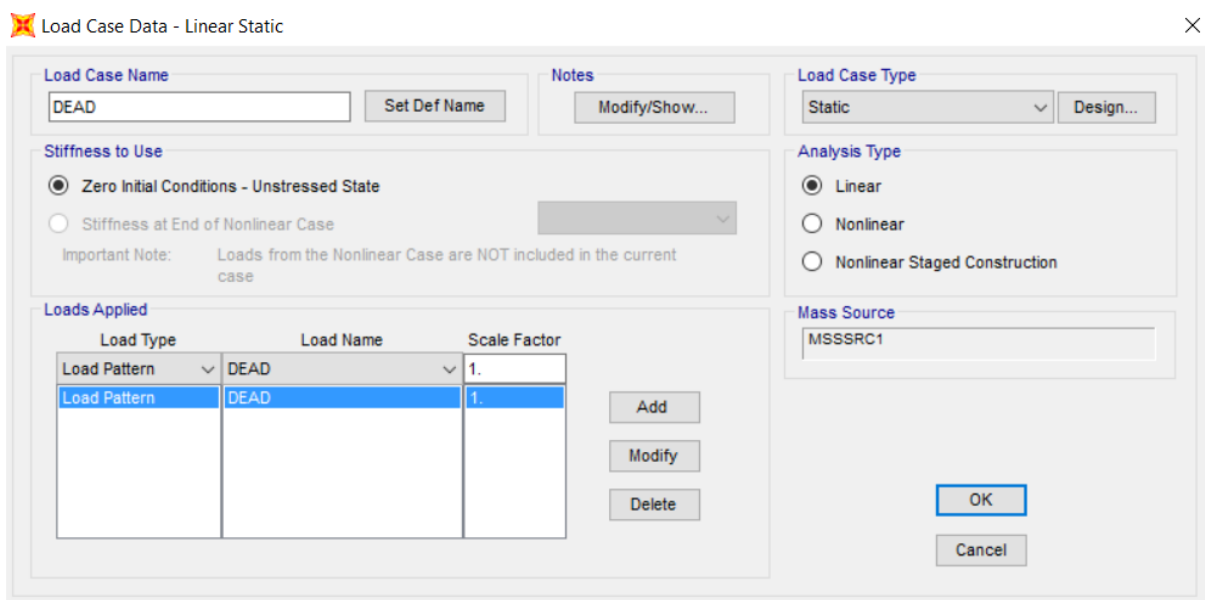 Load Case Data - Linear Static
Load Case Name
DEAD
Set Def Name
Notes
Modify/Show...
Load Case Type
Static
Design...
Stiffness to Use
Zero Initial Conditions - Unstressed State
Stiffness at End of Nonlinear Case
Important Note: Loads from the Nonlinear Case are NOT included in the current
case
Analysis Type
Linear
Nonlinear
Nonlinear Staged Construction
Loads Applied
Load Type Load Name Scale Factor
Load Pattern DEAD 1.
Load Pattern DEAD 1.
Add
Modify
Delete
Mass Source
MSSSRC1
OK
Cancel